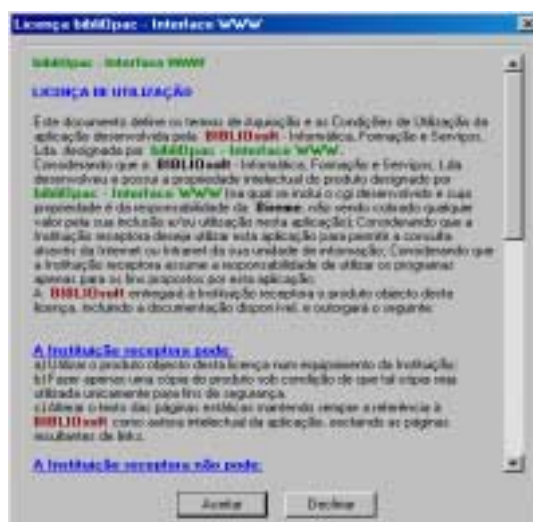 Licença bibliOpac - Interface WWW
bibliOpac - Interface WWW
LICENÇA DE UTILIZAÇÃO
Este documento define os termos de Aquisição e as Condições de Utilização da
aplicação desenvolvida pela BIBLIOsoft - Informática, Formação e Serviços,
Lda. designada por bibliOpac - Interface WWW.
Considerando que a BIBLIOsoft - Informática, Formação e Serviços, Lda
desenvolveu e possui a propriedade intelectual do produto designado por
bibliOpac - Interface WWW (na qual se inclui o cgi desenvolvido e cuja
propriedade é da responsabilidade da não sendo cobrado qualquer
valor pela sua inclusão e/ou utilização nesta aplicação); Considerando que a
Instituição receptora deseja utilizar esta aplicação para permitir a consulta
através da Internet ou Intranet da sua unidade de informação; Considerando que
a Instituição receptora assume a responsabilidade de utilizar os programas
apenas para os fins propostos por esta aplicação;
A BIBLIOsoft entregará à Instituição receptora o produto objecto desta
licença, incluindo a documentação disponível, e outorgará o seguinte:
A Instituição receptora pode:
a) Utilizar o produto objecto desta licença num equipamento da Instituição;
b) Fazer apenas uma cópia do produto sob condição de que tal cópia seja
utilizada unicamente para fins de segurança.
c) Alterar o texto das páginas estáticas mantendo sempre a referência à
BIBLIOsoft como autora intelectual da aplicação, exceptuando as páginas
resultantes de links.
A Instituição receptora não pode:
Aceitar
Declinar